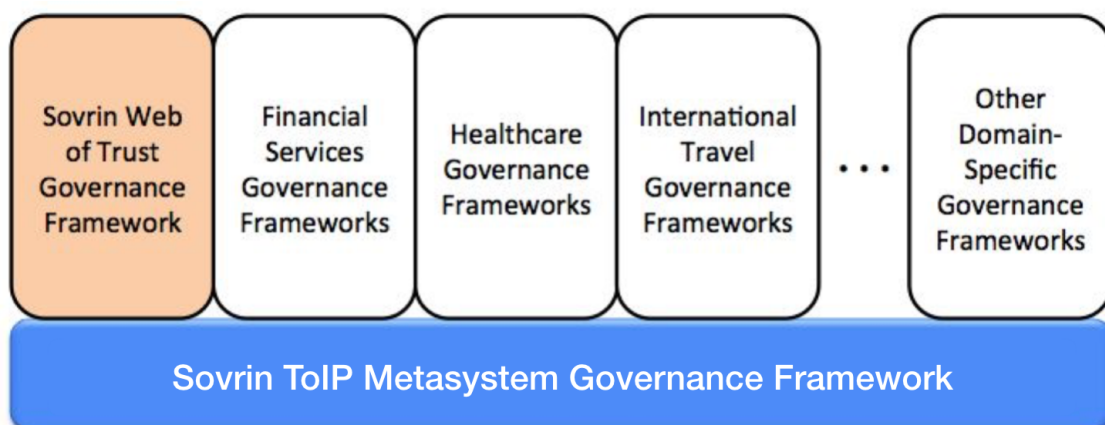 Sovrin Web
of Trust
Governance
Framework
Financial
Services
Governance
Frameworks
Healthcare
Governance
Frameworks
International
Travel
Governance
Frameworks
...
Other
Domain-
Specific
Governance
Frameworks
Sovrin ToIP Metasystem Governance Framework